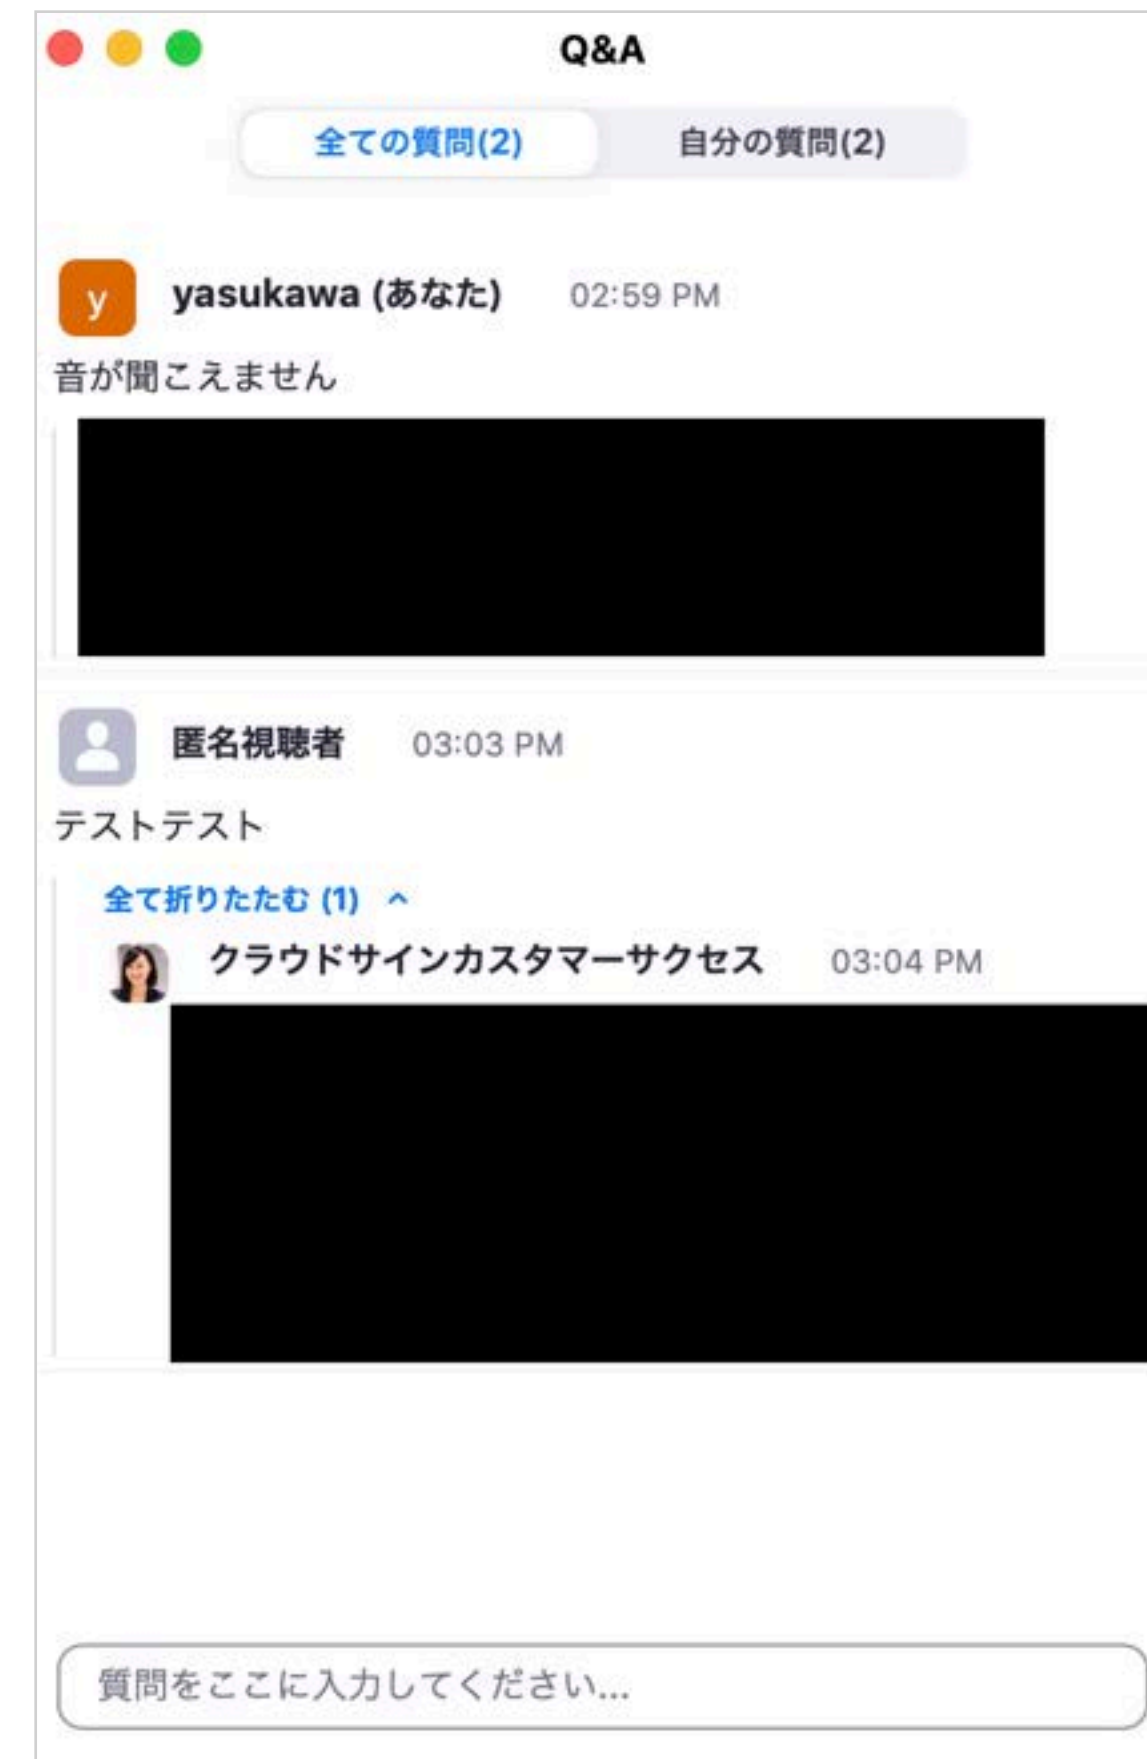 Q&A
全ての質問(2) 自分の質問(2)
y yasukawa (あなた) 02:59 PM
音が聞こえません
匿名視聴者 03:03 PM
テストテスト
全て折りたたむ (1)
クラウドサインカスタマーサクセス 03:04 PM
質問をここに入力してください...